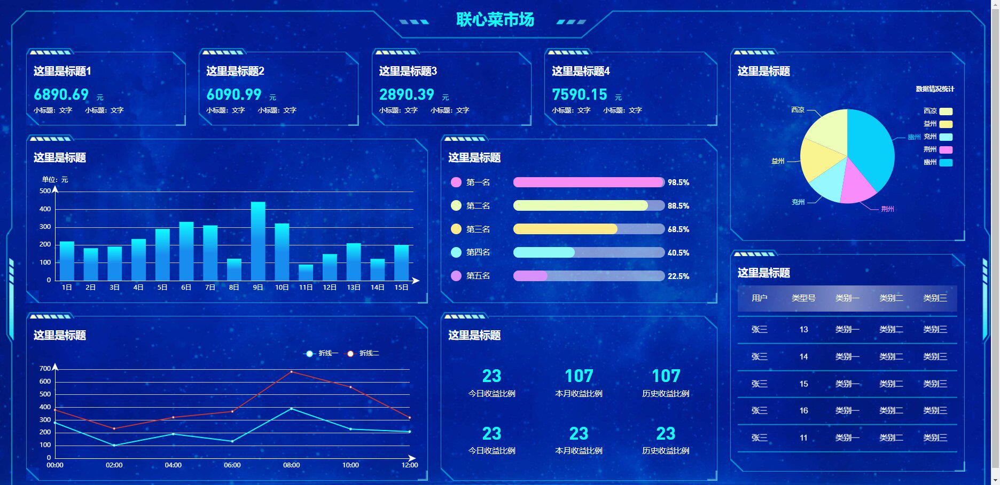 联心菜市场
这里是标题1
6890.69 元
小标题：文字 小标题：文字
这里是标题2
6090.99 元
小标题：文字 小标题：文字
这里是标题3
2890.39 元
小标题：文字 小标题：文字
这里是标题4
7590.15 元
小标题：文字 小标题：文字
这里是标题
数据情况统计
西凉
益州
兖州
荆州
幽州
西凉
幽州
益州
兖州
荆州
这里是标题
单位：元
500
400
300
200
100
0
1日 2日 3日 4日 5日 6日 7日 8日 9日 10日 11日 12日 13日 14日 15日
这里是标题
第一名 98.5%
第二名 88.5%
第三名 68.5%
第四名 40.5%
第五名 22.5%
这里是标题
用户 类型号 类别一 类别二 类别三
张三 13 类别一 类别二 类别三
张三 14 类别一 类别二 类别三
张三 15 类别一 类别二 类别三
张三 16 类别一 类别二 类别三
张三 11 类别一 类别二 类别三
这里是标题
折线一 折线二
700
600
500
400
300
200
100
0
00:00 02:00 04:00 06:00 08:00 10:00 12:00
这里是标题
23 107 107
今日收益比例 本月收益比例 历史收益比例
23 23 23
今日收益比例 本月收益比例 历史收益比例